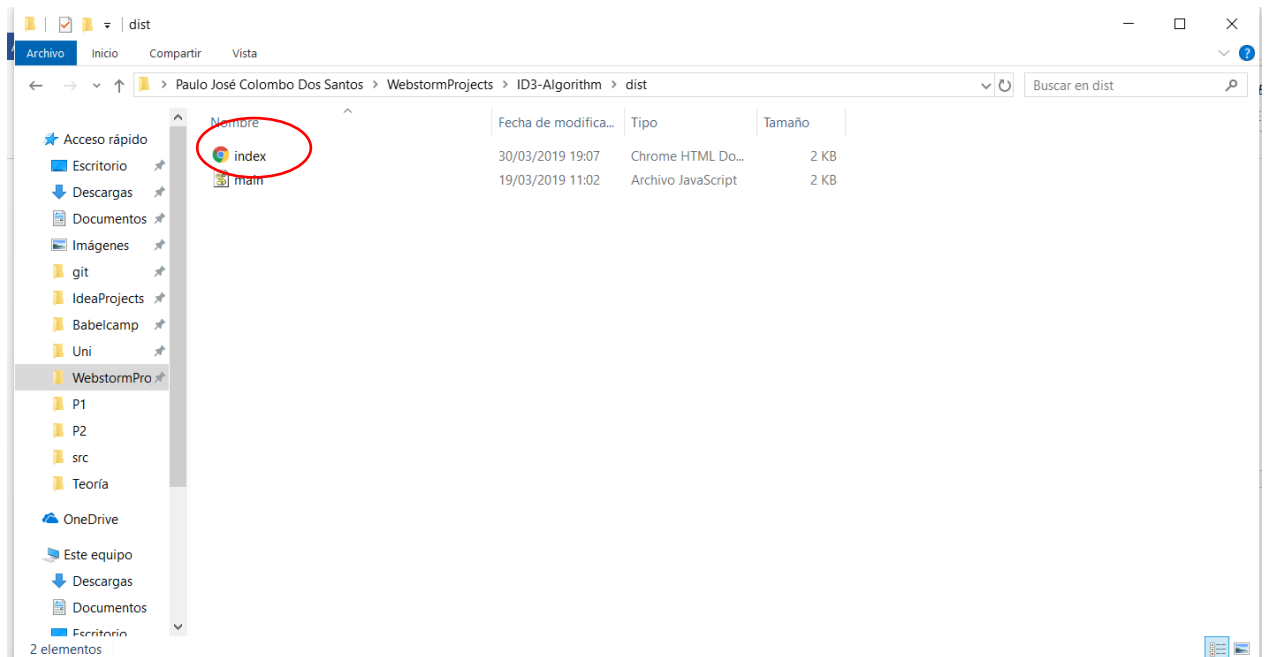 dist
Archivo Inicio Compartir Vista
Paulo José Colombo Dos Santos > WebstormProjects > ID3-Algorithm > dist Buscar en dist
Nombre Fecha de modifica... Tipo Tamaño
index 30/03/2019 19:07 Chrome HTML Do... 2 KB
main 19/03/2019 11:02 Archivo JavaScript 2 KB
Acceso rápido
Escritorio
Descargas
Documentos
Imágenes
git
IdeaProjects
Babelcamp
Uni
WebstormPro
P1
P2
src
Teoría
OneDrive
Este equipo
Descargas
Documentos
Escritorio
2 elementos